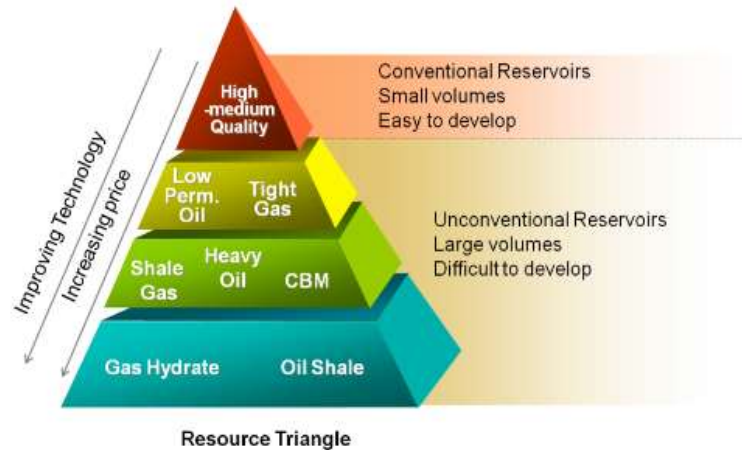 High
-medium
Quality
Conventional Reservoirs
Small volumes
Easy to develop
Improving Technology
Increasing price
Low
Perm.
Oil
Tight
Gas
Unconventional Reservoirs
Large volumes
Difficult to develop
Shale
Gas
Heavy
Oil
CBM
Gas Hydrate
Oil Shale
Resource Triangle